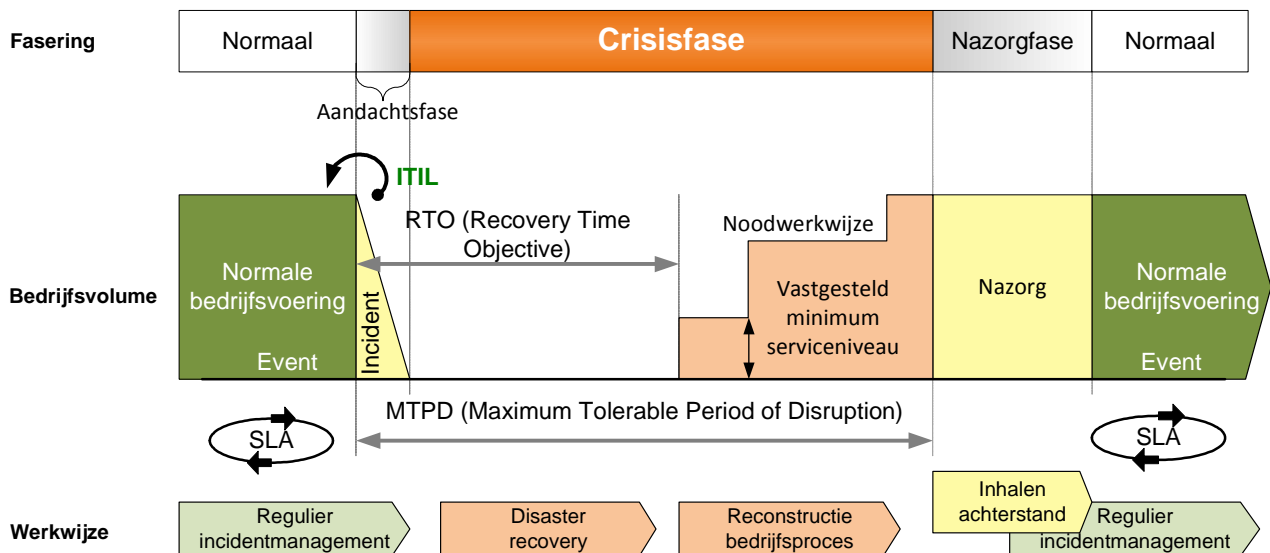 Fasering
Normaal
Crisisfase
Nazorgfase
Normaal
Aandachtsfase
ITIL
RTO (Recovery Time
Objective)
Noodwerkwijze
Bedrijfsvolume
Normale
bedrijfsvoering
Event
Incident
Vastgesteld
minimum
serviceniveau
Nazorg
Normale
bedrijfsvoering
Event
MTPD (Maximum Tolerable Period of Disruption)
SLA
SLA
Werkwijze
Regulier
incidentmanagement
Disaster
recovery
Reconstructie
bedrijfsproces
Inhalen
achterstand
Regulier
incidentmanagement